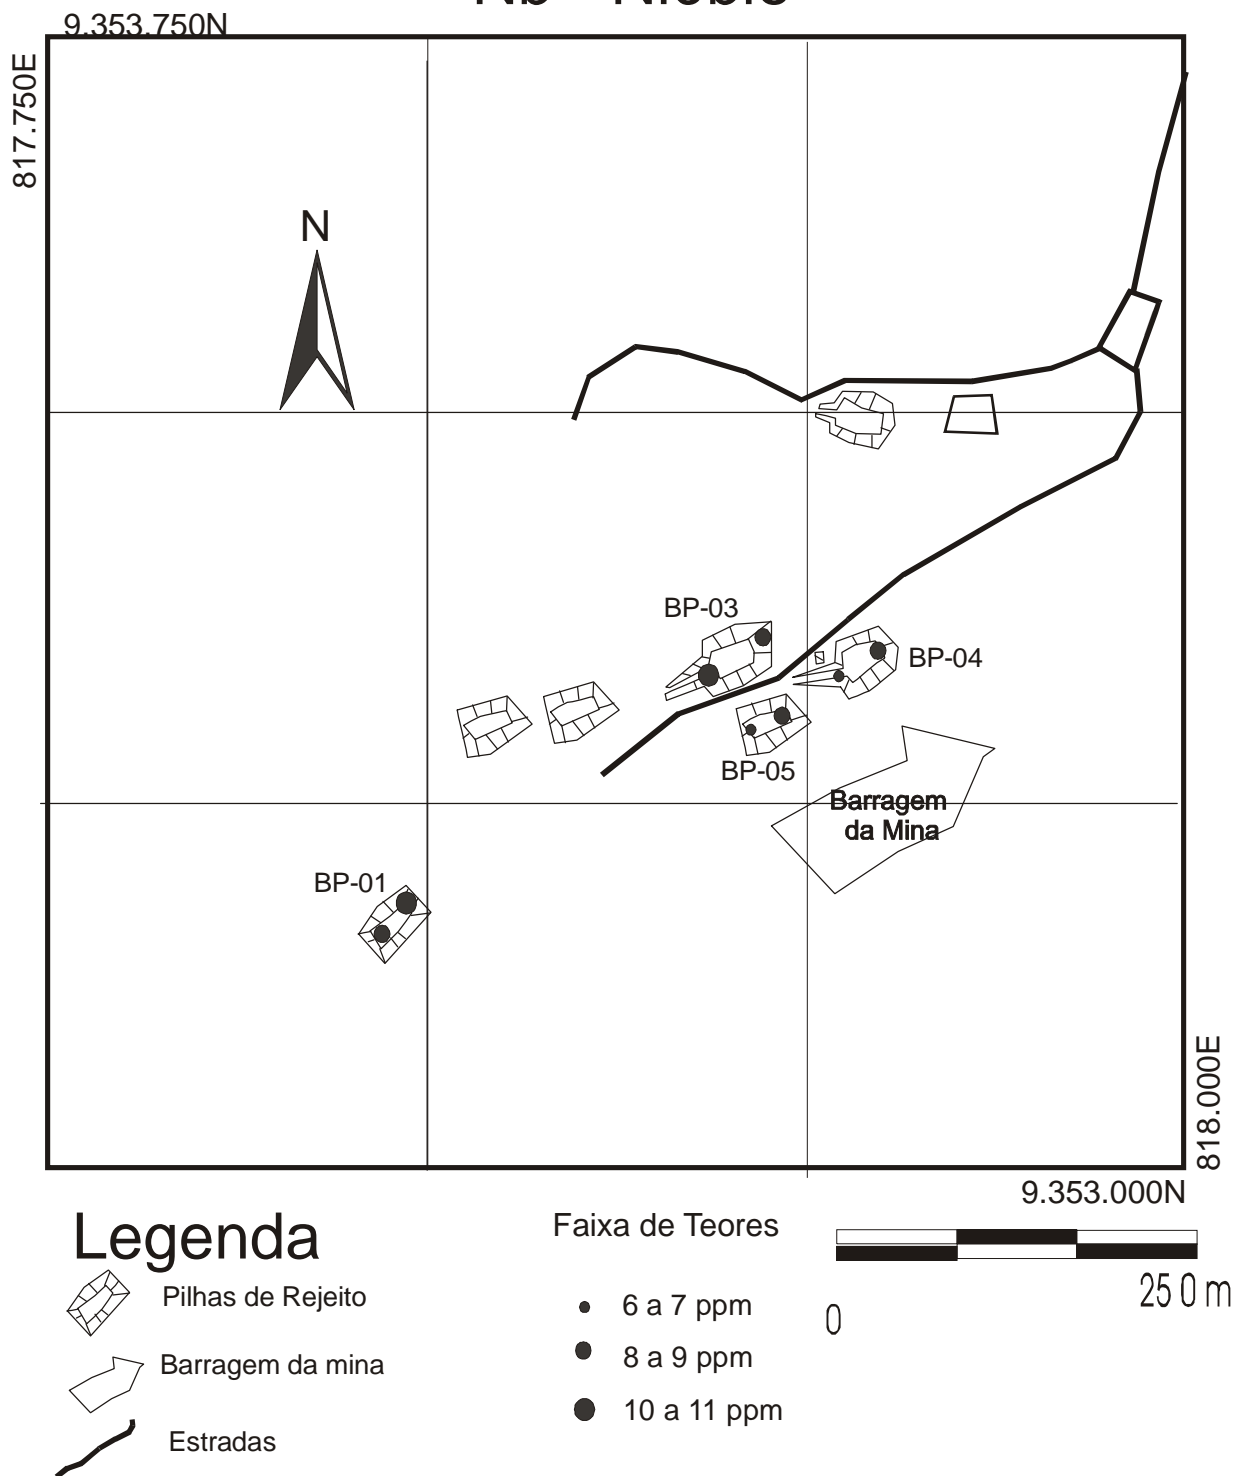 9.353.750N
817.750E
N
BP-03
BP-04
BP-05
Barragem
da Mina
BP-01
818.000E
9.353.000N
Legenda
Pilhas de Rejeito
Barragem da mina
Estradas
Faixa de Teores
6 a 7 ppm
8 a 9 ppm
10 a 11 ppm
0
250 m